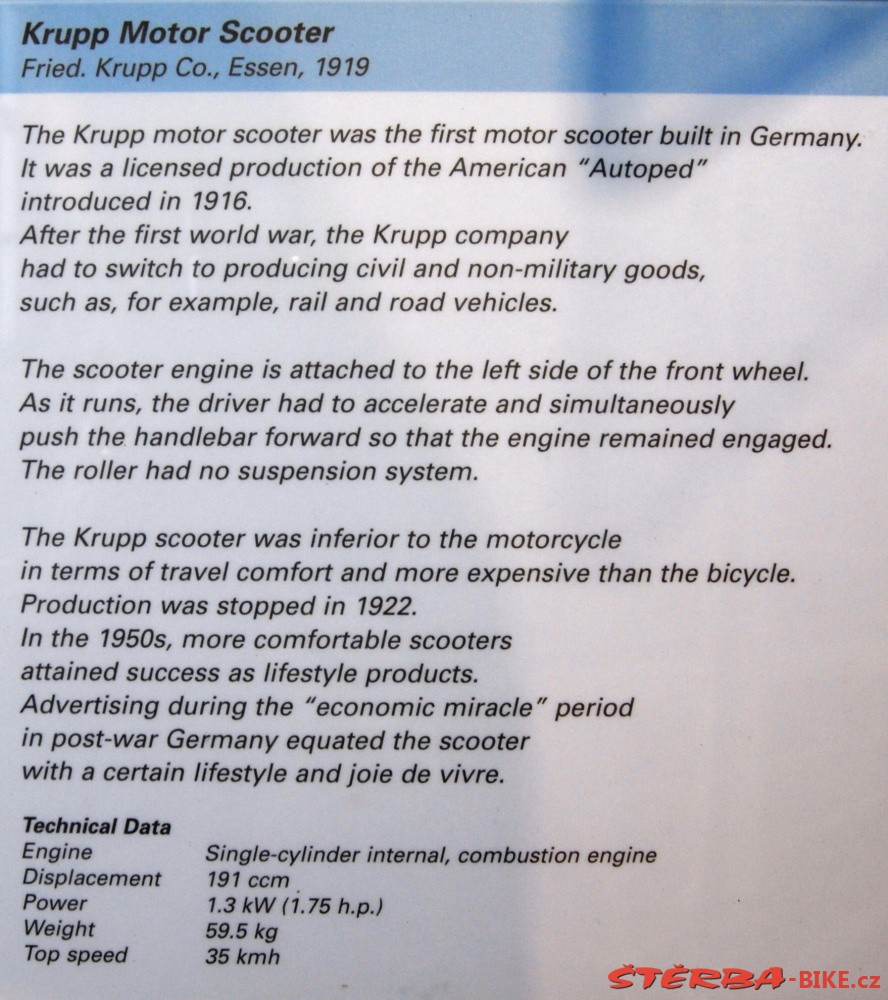 Krupp Motor Scooter
Fried. Krupp Co., Essen, 1919
The Krupp motor scooter was the first motor scooter built in Germany.
It was a licensed production of the American “Autoped”
introduced in 1916.
After the first world war, the Krupp company
had to switch to producing civil and non-military goods,
such as, for example, rail and road vehicles.
The scooter engine is attached to the left side of the front wheel.
As it runs, the driver had to accelerate and simultaneously
push the handlebar forward so that the engine remained engaged.
The roller had no suspension system.
The Krupp scooter was inferior to the motorcycle
in terms of travel comfort and more expensive than the bicycle.
Production was stopped in 1922.
In the 1950s, more comfortable scooters
attained success as lifestyle products.
Advertising during the “economic miracle” period
in post-war Germany equated the scooter
with a certain lifestyle and joie de vivre.
Technical Data
Engine Single-cylinder internal, combustion engine
Displacement 191 ccm
Power 1.3 kW (1.75 h.p.)
Weight 59.5 kg
Top speed 35 kmh
ŠTĚRBA-BIKE.cz